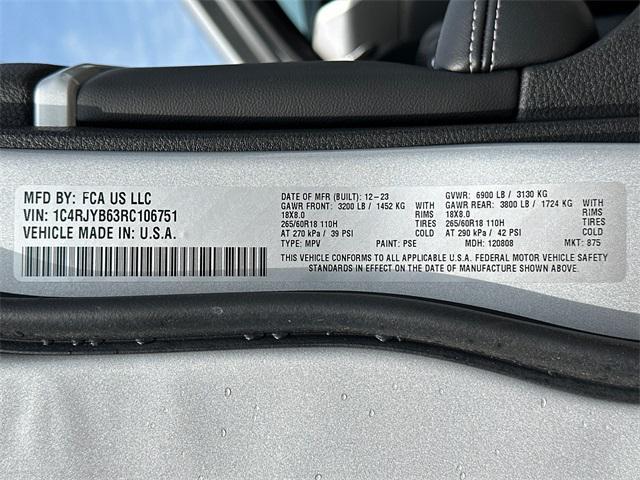 MFD BY: FCA US LLC
VIN: 1C4RJYB63RC106751
VEHICLE MADE IN: U.S.A.
DATE OF MFR (BUILT): 12-23 GVWR: 6900 LB / 3130 KG
GAWR FRONT: 3200 LB / 1452 KG WITH GAWR REAR: 3800 LB / 1724 KG WITH
18X8.0 RIMS 18X8.0 RIMS
265/60R18 110H TIRES 265/60R18 110H TIRES
AT 270 kPa / 39 PSI COLD AT 290 kPa / 42 PSI COLD
TYPE: MPV PAINT: PSE MDH: 120808 MKT: 875
THIS VEHICLE CONFORMS TO ALL APPLICABLE U.S.A. FEDERAL MOTOR VEHICLE SAFETY
STANDARDS IN EFFECT ON THE DATE OF MANUFACTURE SHOWN ABOVE.